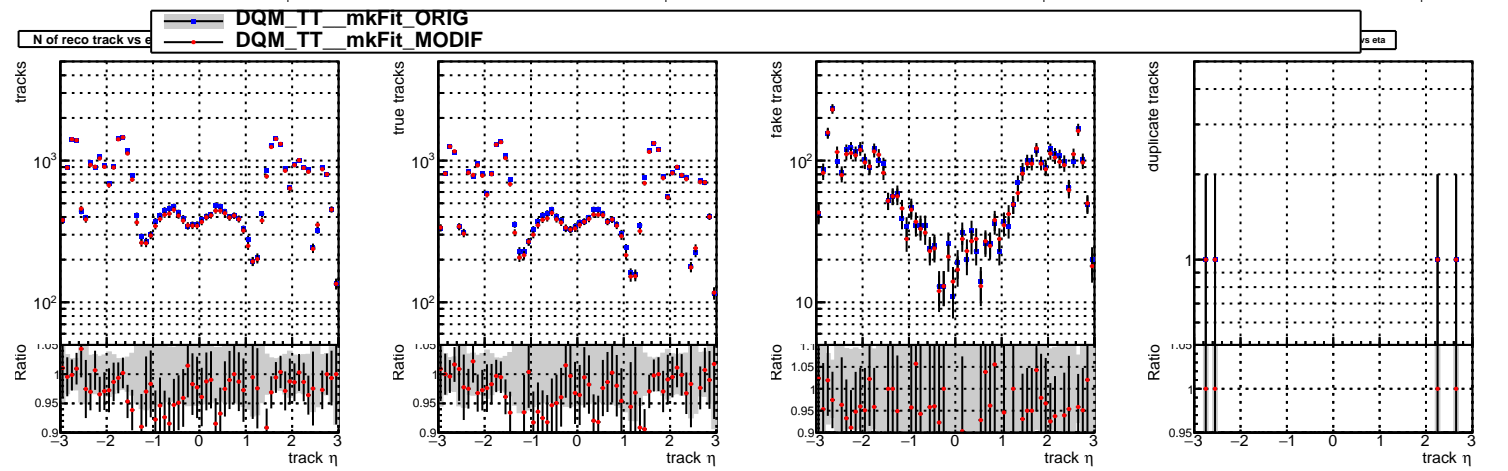 DQM_TT__mkFit_ORIG
DQM_TT__mkFit_MODIF
N of reco track vs e
vs eta
tracks
10³
10²
Ratio
1.05
1
0.95
0.9
−3 −2 −1 0 1 2 3
track η
true tracks
10³
10²
Ratio
1.05
1
0.95
0.9
−3 −2 −1 0 1 2 3
track η
fake tracks
10²
10
Ratio
1.1
1.05
1
0.95
0.9
−3 −2 −1 0 1 2 3
track η
duplicate tracks
1
Ratio
1.05
1
0.95
−3 −2 −1 0 1 2 3
track η